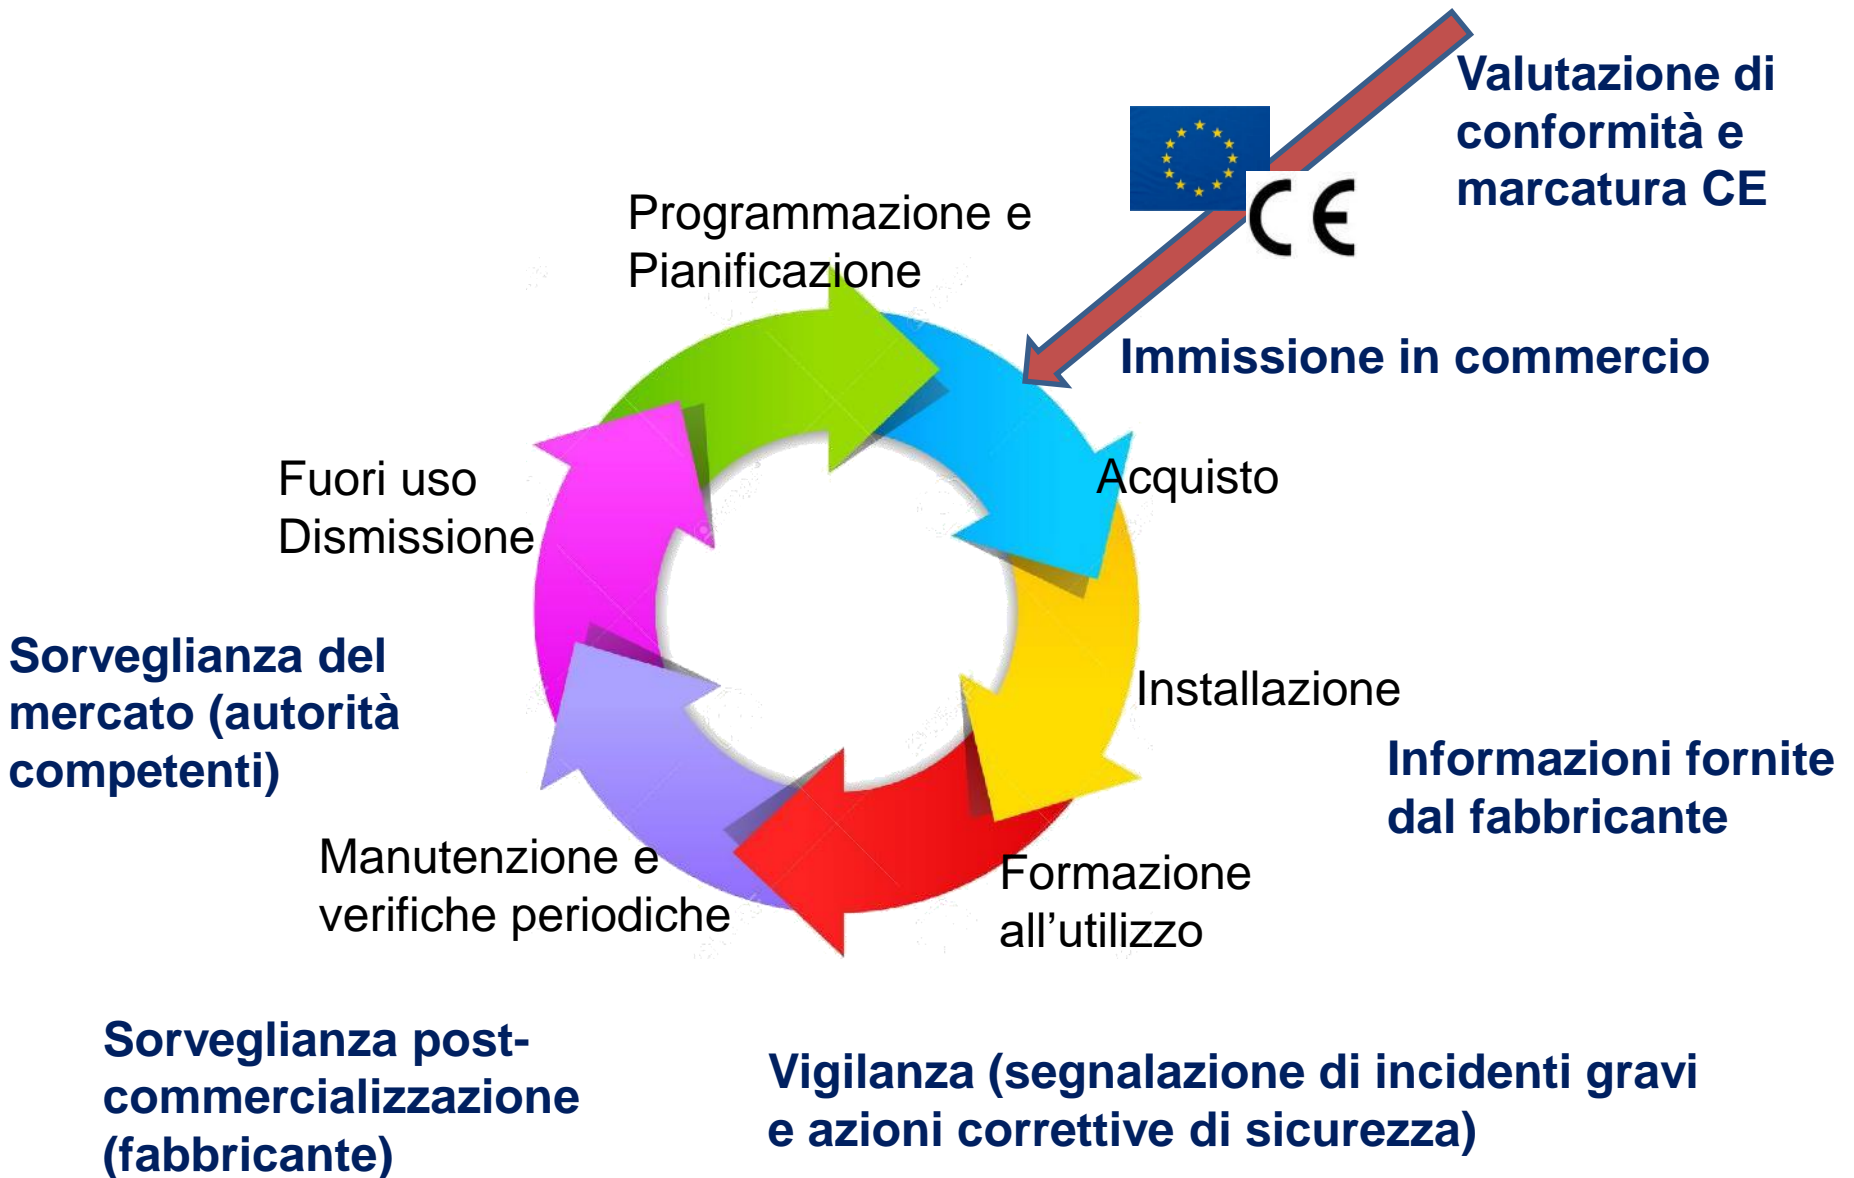 Valutazione di
conformità e
marcatura CE
CE
Programmazione e
Pianificazione
Immissione in commercio
Acquisto
Fuori uso
Dismissione
Installazione
Sorveglianza del
mercato (autorità
competenti)
Informazioni fornite
dal fabbricante
Manutenzione e
verifiche periodiche
Formazione
all’utilizzo
Sorveglianza post-
commercializzazione
(fabbricante)
Vigilanza (segnalazione di incidenti gravi
e azioni correttive di sicurezza)